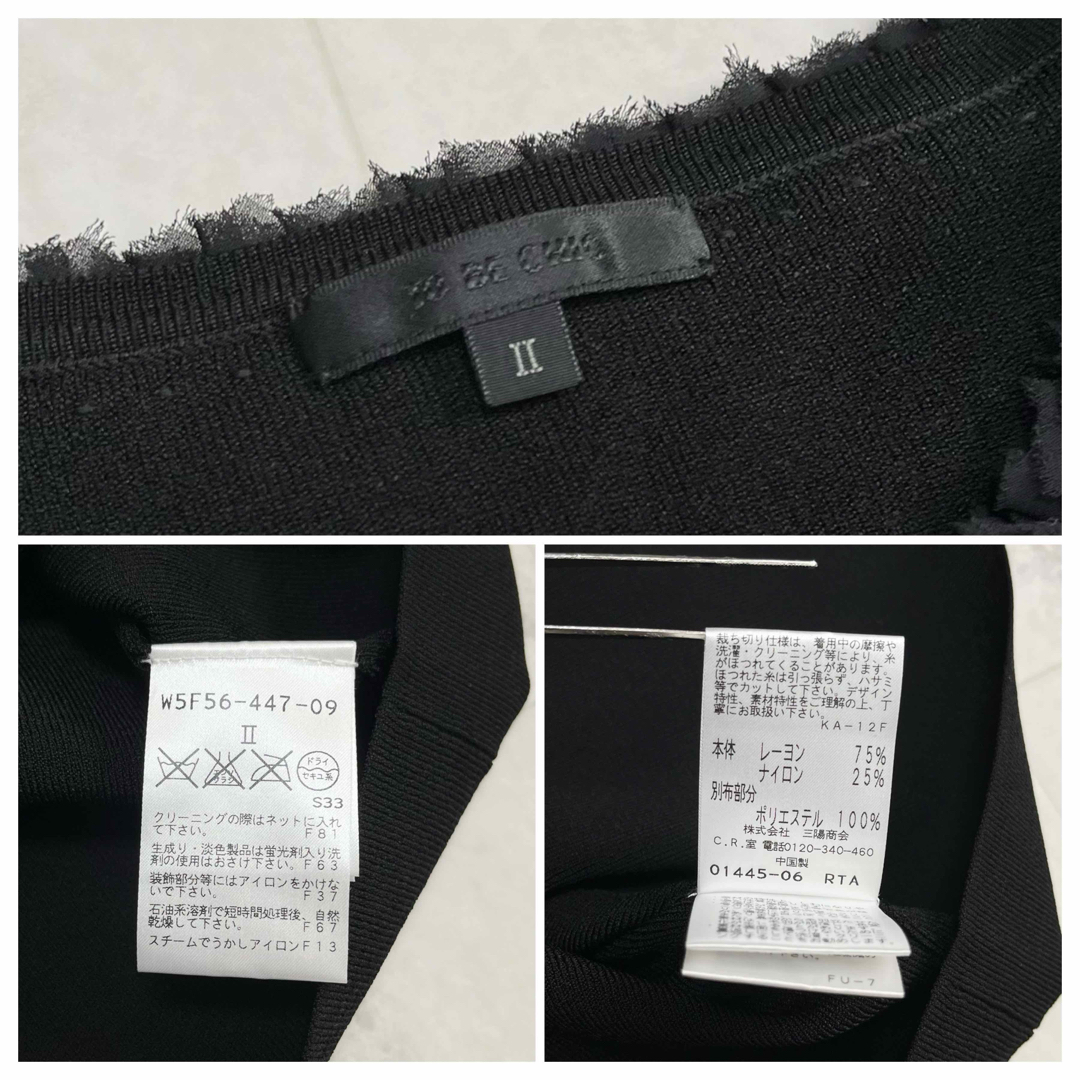 TO BE CHIC
II
W5F56-447-09
II
ドライ
セキユ系
S33
クリーニングの際はネットに入れ
て下さい。 F81
生成り・淡色製品は蛍光剤入り洗
剤の使用はおさけ下さい。F63
装飾部分等にはアイロンをかけな
いで下さい。 F37
石油系溶剤で短時間処理後、自然
乾燥して下さい。 F67
スチームでうかしアイロンF13
裁ち切り仕様は、着用中の摩擦や
洗濯・クリーニング等により、糸
がほつれてくることがあります。
ほつれた糸は引っ張らず、ハサミ
等でカットして下さい。デザイン
特性、素材特性をご理解の上、丁
寧にお取扱い下さい。
KA-12F
本体 レーヨン 75%
ナイロン 25%
別布部分
ポリエステル 100%
株式会社 三陽商会
C.R.室 電話0120-340-460
中国製
01445-06 RTA
FU-7